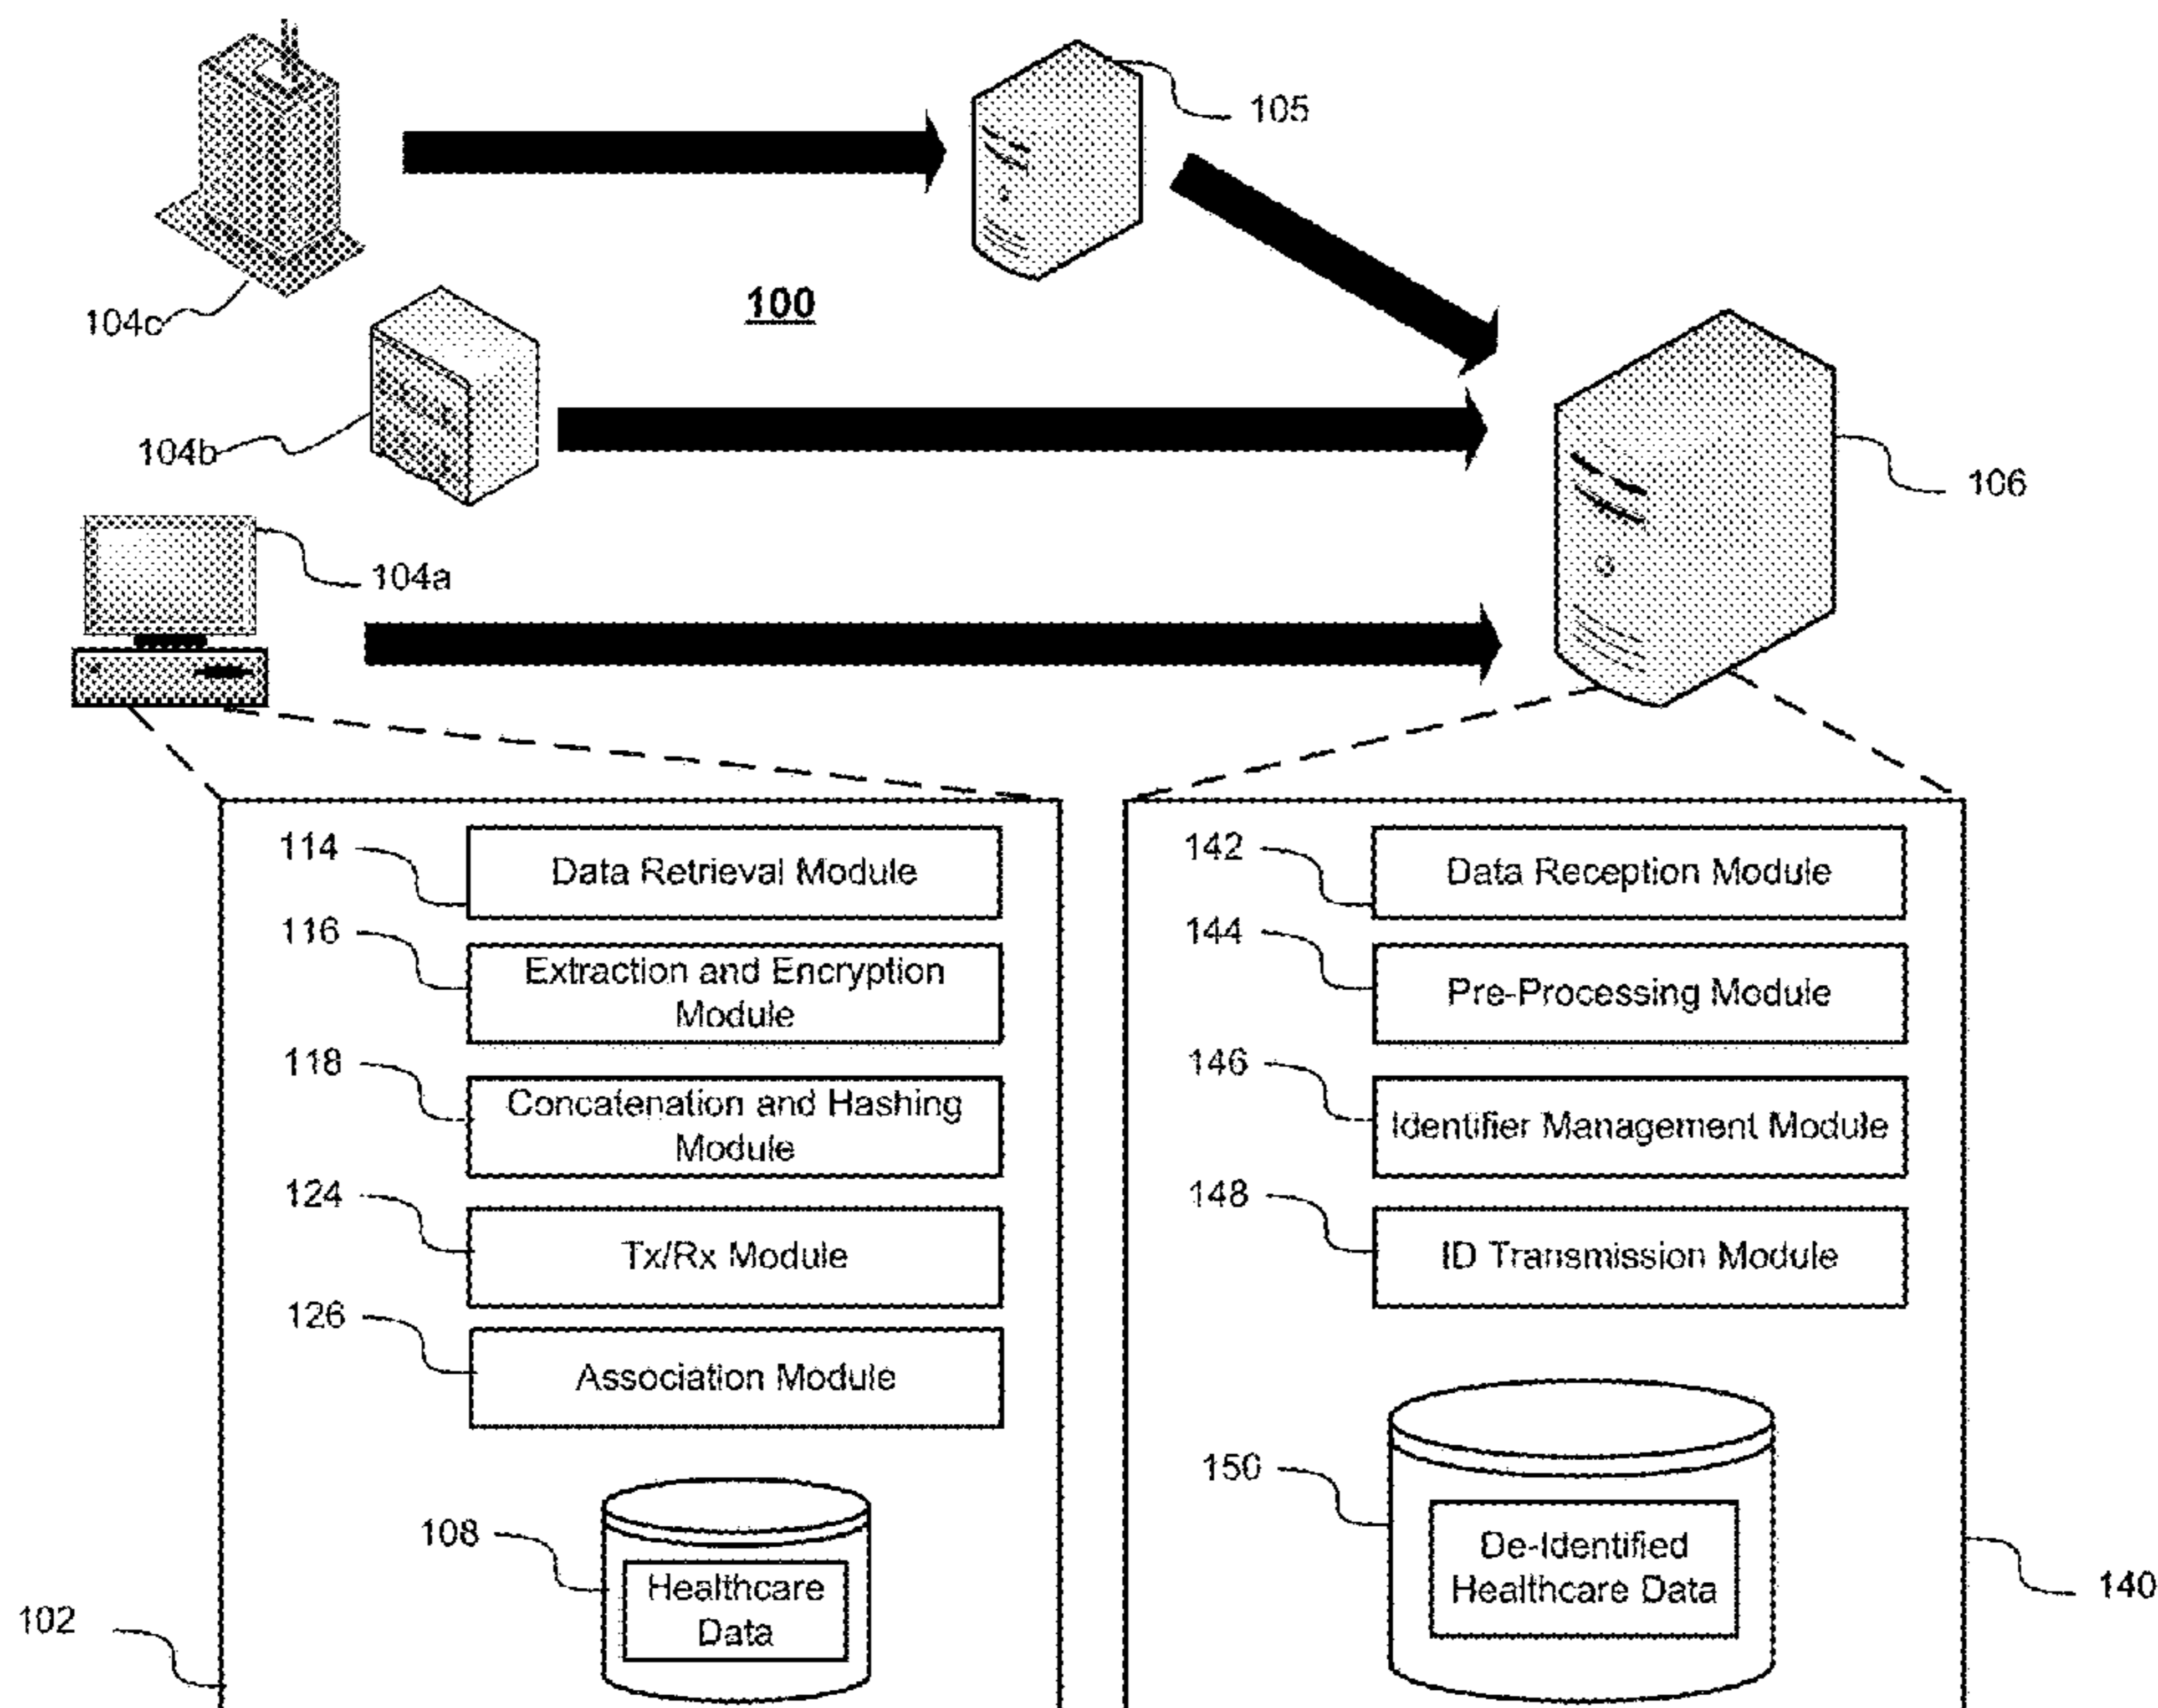 105
104c
100
104b
106
104a
114
Data Retrieval Module
116
Extraction and Encryption
Module
118
Concatenation and Hashing
Module
124
Tx/Rx Module
126
Association Module
108
Healthcare
Data
102
142
Data Reception Module
144
Pre-Processing Module
146
Identifier Management Module
148
ID Transmission Module
150
De-Identified
Healthcare Data
140